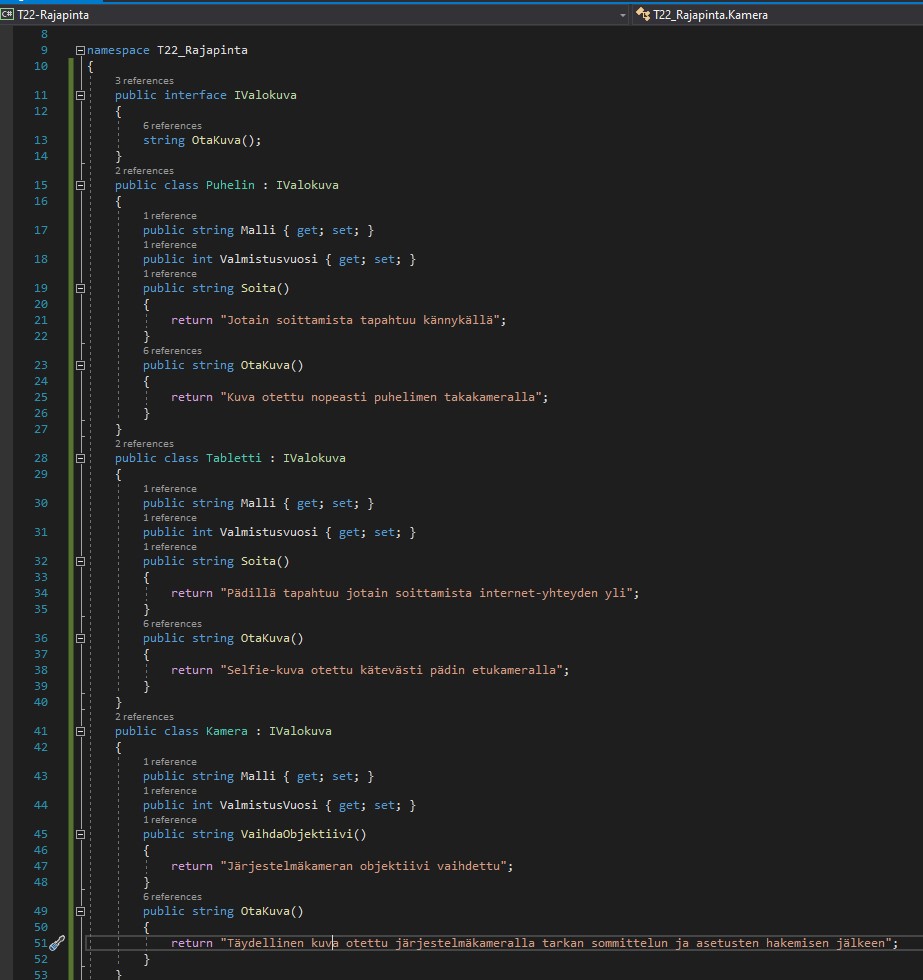 C# T22-Rajapinta T22_Rajapinta.Kamera
8
9 namespace T22_Rajapinta
10 {
3 references
11 public interface IValokuva
12 {
6 references
13 string OtaKuva();
14 }
2 references
15 public class Puhelin : IValokuva
16 {
1 reference
17 public string Malli { get; set; }
1 reference
18 public int Valmistusvuosi { get; set; }
1 reference
19 public string Soita()
20 {
21 return "Jotain soittamista tapahtuu kännykällä";
22 }
6 references
23 public string OtaKuva()
24 {
25 return "Kuva otettu nopeasti puhelimen takakameralla";
26 }
27 }
2 references
28 public class Tabletti : IValokuva
29 {
1 reference
30 public string Malli { get; set; }
1 reference
31 public int Valmistusvuosi { get; set; }
1 reference
32 public string Soita()
33 {
34 return "Pädillä tapahtuu jotain soittamista internet-yhteyden yli";
35 }
6 references
36 public string OtaKuva()
37 {
38 return "Selfie-kuva otettu kätevästi pädin etukameralla";
39 }
40 }
2 references
41 public class Kamera : IValokuva
42 {
1 reference
43 public string Malli { get; set; }
1 reference
44 public int ValmistusVuosi { get; set; }
1 reference
45 public string VaihdaObjektiivi()
46 {
47 return "Järjestelmäkameran objektiivi vaihdettu";
48 }
6 references
49 public string OtaKuva()
50 {
51 return "Täydellinen kuva otettu järjestelmäkameralla tarkan sommittelun ja asetusten hakemisen jälkeen";
52 }
53 }